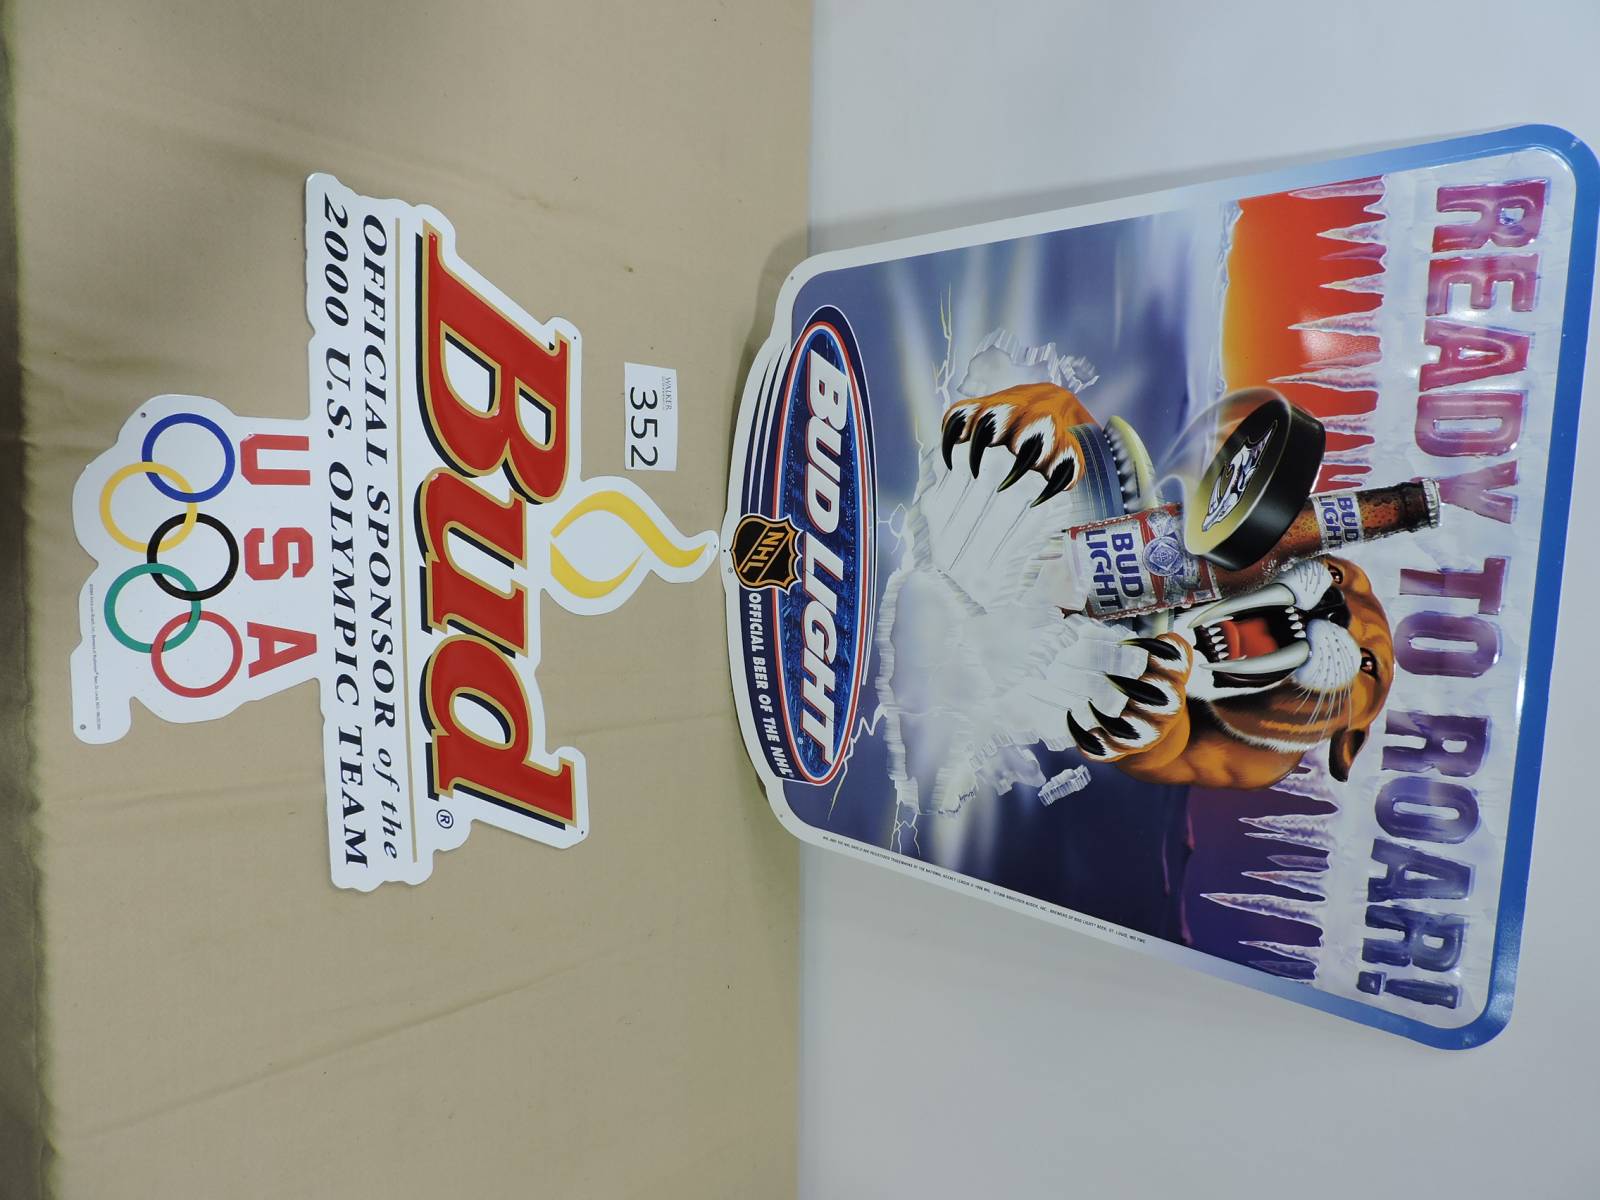 READY TO ROAR!
BUD
LIGHT
BUD
LIGHT
BUD LIGHT
NHL
OFFICIAL BEER OF THE NHL
WALKER
352
Bud®
OFFICIAL SPONSOR of the
2000 U.S. OLYMPIC TEAM
USA